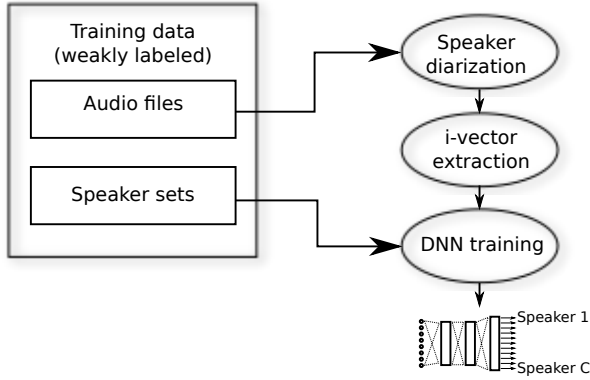 Training data
(weakly labeled)
Audio files
Speaker sets
Speaker
diarization
i-vector
extraction
DNN training
Speaker 1
Speaker C